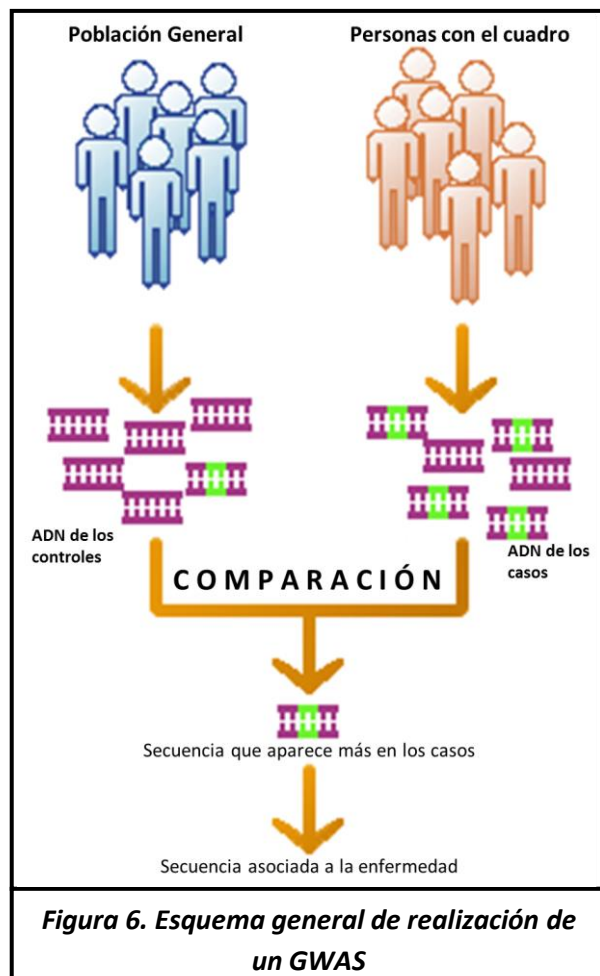 Población General
Personas con el cuadro
ADN de los
controles
ADN de los
casos
COMPARACIÓN
Secuencia que aparece más en los casos
Secuencia asociada a la enfermedad
Figura 6. Esquema general de realización de
un GWAS